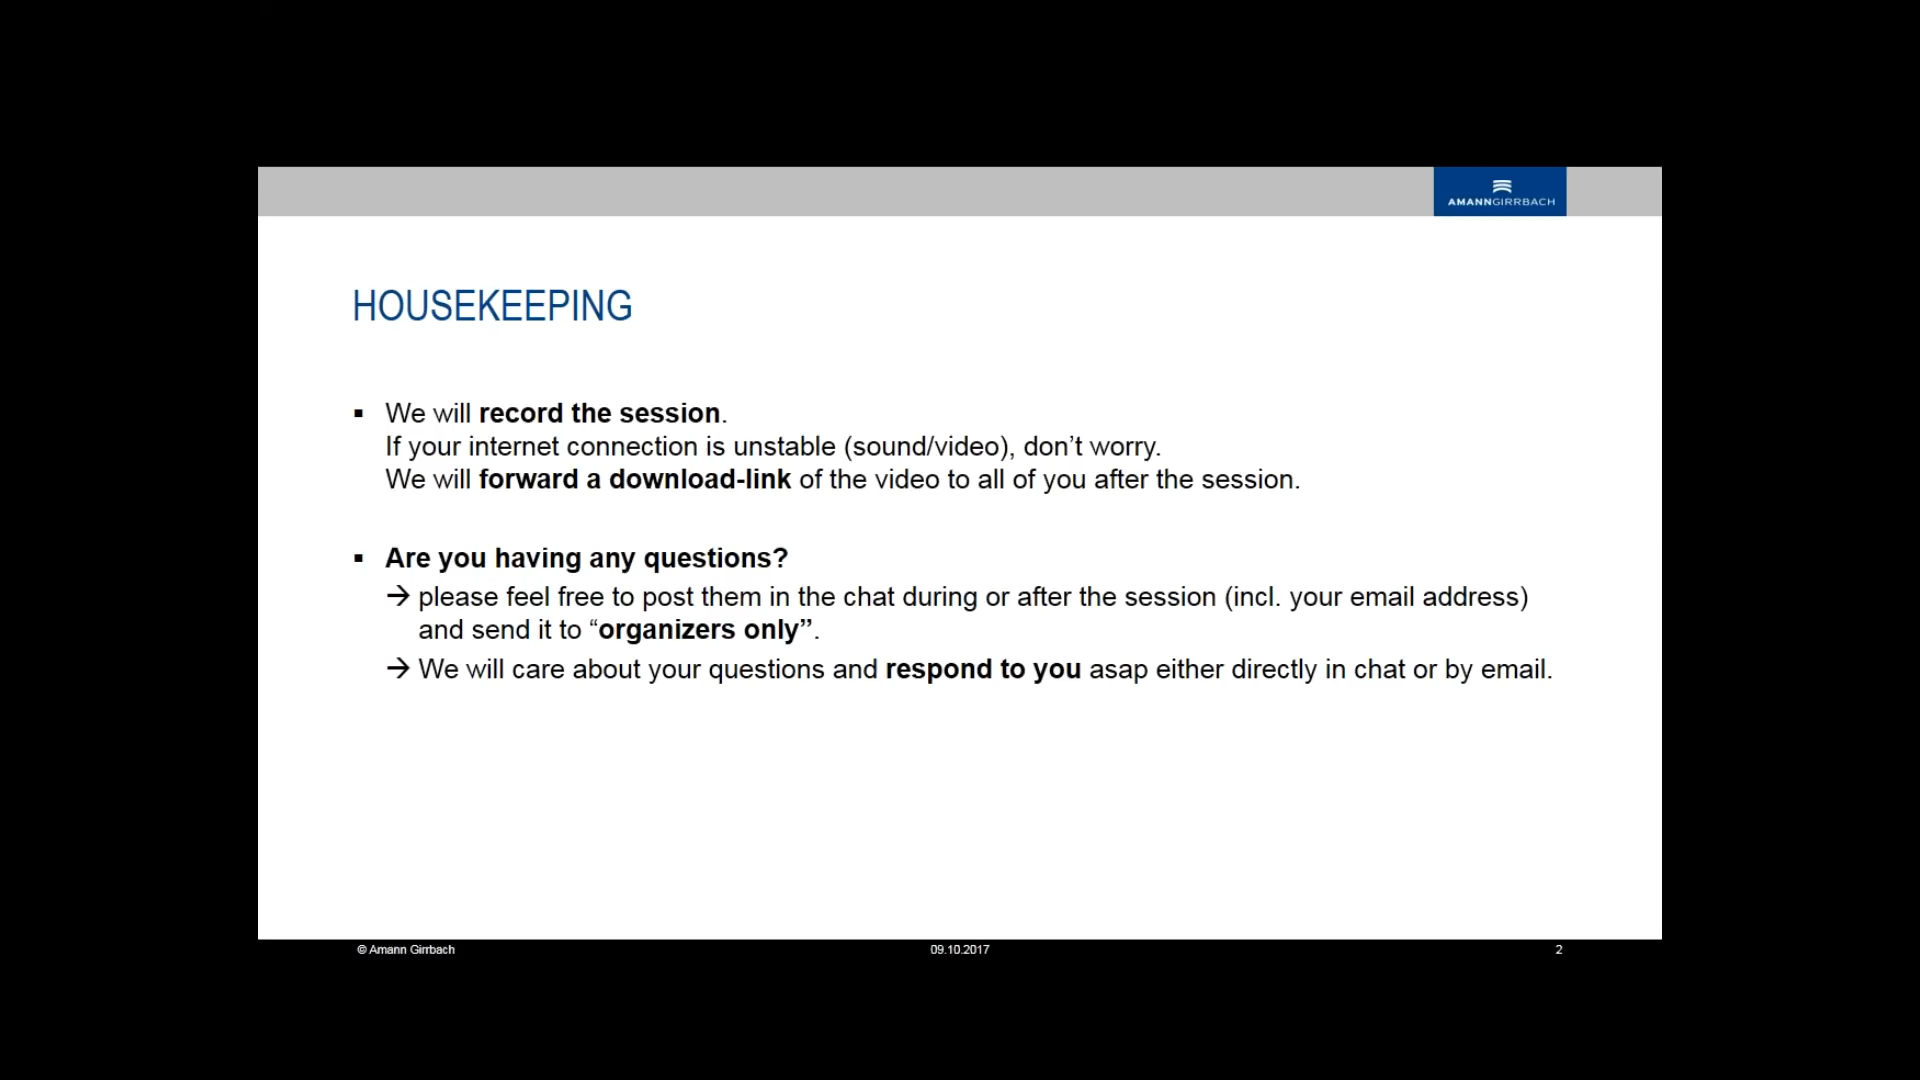 AMANNGIRRBACH
HOUSEKEEPING
▪ We will record the session.
If your internet connection is unstable (sound/video), don’t worry.
We will forward a download-link of the video to all of you after the session.
▪ Are you having any questions?
→ please feel free to post them in the chat during or after the session (incl. your email address)
and send it to “organizers only”.
→ We will care about your questions and respond to you asap either directly in chat or by email.
© Amann Girrbach
09.10.2017
2